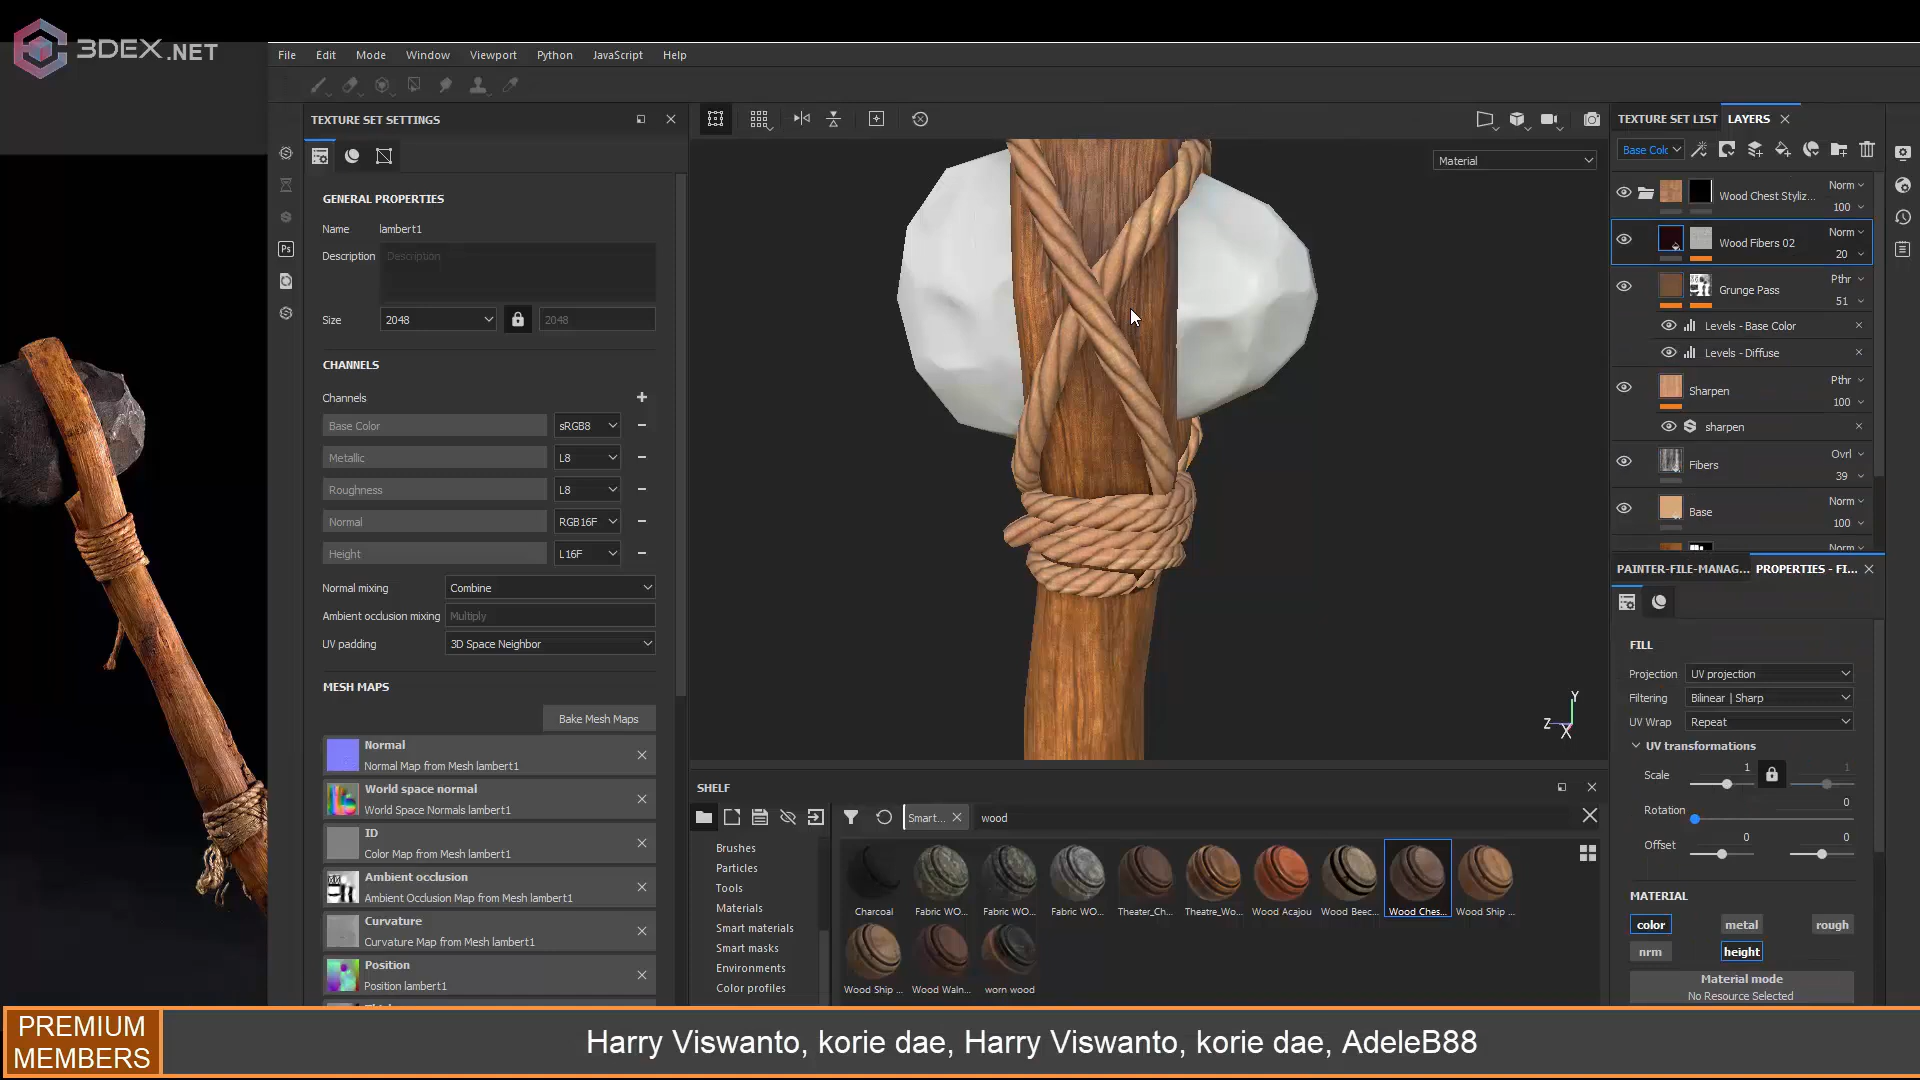 3DEX.NET
File Edit Mode Window Viewport Python JavaScript Help
TEXTURE SET SETTINGS
GENERAL PROPERTIES
Name lambert1
Description Description
Size 2048 2048
CHANNELS
Channels
Base Color sRGB8
Metallic L8
Roughness L8
Normal RGB16F
Height L16F
Normal mixing Combine
Ambient occlusion mixing Multiply
UV padding 3D Space Neighbor
MESH MAPS
Bake Mesh Maps
Normal
Normal Map from Mesh lambert1
World space normal
World Space Normals lambert1
ID
Color Map from Mesh lambert1
Ambient occlusion
Ambient Occlusion Map from Mesh lambert1
Curvature
Curvature Map from Mesh lambert1
Position
Position lambert1
Ps
Material
Y
Z
X
SHELF
Smart... wood
Brushes
Particles
Tools
Materials
Smart materials
Smart masks
Environments
Color profiles
Charcoal Fabric WO... Fabric WO... Fabric WO... Theater_Ch... Theatre_Wo... Wood Acajou Wood Beec... Wood Ches... Wood Ship ...
Wood Ship ... Wood Waln... worn wood
TEXTURE SET LIST LAYERS
Base Colo
Wood Chest Styliz... Norm
100
Wood Fibers 02 Norm
20
Grunge Pass Pthr
51
Levels - Base Color
Levels - Diffuse
Sharpen Pthr
100
sharpen
Fibers Ovrl
39
Base Norm
100
Norm
PAINTER-FILE-MANAG... PROPERTIES - FI...
FILL
Projection UV projection
Filtering Bilinear | Sharp
UV Wrap Repeat
UV transformations
Scale 1 1
Rotation 0
Offset 0 0
MATERIAL
color metal rough
nrm height
Material mode
No Resource Selected
PREMIUM
MEMBERS
Harry Viswanto, korie dae, Harry Viswanto, korie dae, AdeleB88